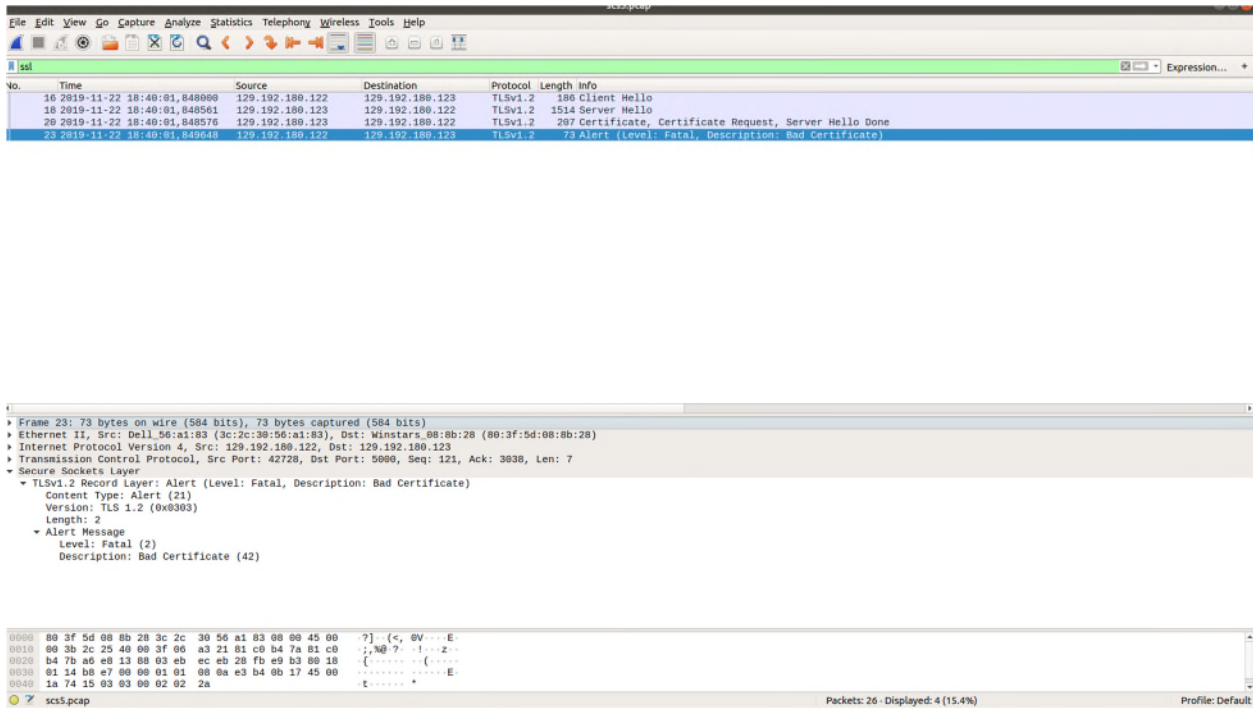 scs5.pcap
File Edit View Go Capture Analyze Statistics Telephony Wireless Tools Help
ssl Expression... +
No. Time Source Destination Protocol Length Info
16 2019-11-22 18:40:01,848000 129.192.180.122 129.192.180.123 TLSv1.2 186 Client Hello
18 2019-11-22 18:40:01,848561 129.192.180.123 129.192.180.122 TLSv1.2 1514 Server Hello
20 2019-11-22 18:40:01,848576 129.192.180.123 129.192.180.122 TLSv1.2 207 Certificate, Certificate Request, Server Hello Done
23 2019-11-22 18:40:01,849648 129.192.180.122 129.192.180.123 TLSv1.2 73 Alert (Level: Fatal, Description: Bad Certificate)
Frame 23: 73 bytes on wire (584 bits), 73 bytes captured (584 bits)
Ethernet II, Src: Dell_56:a1:83 (3c:2c:30:56:a1:83), Dst: Winstars_08:8b:28 (80:3f:5d:08:8b:28)
Internet Protocol Version 4, Src: 129.192.180.122, Dst: 129.192.180.123
Transmission Control Protocol, Src Port: 42728, Dst Port: 5000, Seq: 121, Ack: 3038, Len: 7
Secure Sockets Layer
TLSv1.2 Record Layer: Alert (Level: Fatal, Description: Bad Certificate)
Content Type: Alert (21)
Version: TLS 1.2 (0x0303)
Length: 2
Alert Message
Level: Fatal (2)
Description: Bad Certificate (42)
0000 80 3f 5d 08 8b 28 3c 2c 30 56 a1 83 08 00 45 00 ·?]··(<, 0V····E·
0010 00 3b 2c 25 40 00 3f 06 a3 21 81 c0 b4 7a 81 c0 ·;,%@·?· ·!···z··
0020 b4 7b a6 e8 13 88 03 eb ec eb 28 fb e9 b3 80 18 ·{······ ··(·····
0030 01 14 b8 e7 00 00 01 01 08 0a e3 b4 0b 17 45 00 ········ ······E·
0040 1a 74 15 03 03 00 02 02 2a ·t······ *
scs5.pcap Packets: 26 · Displayed: 4 (15.4%) Profile: Default